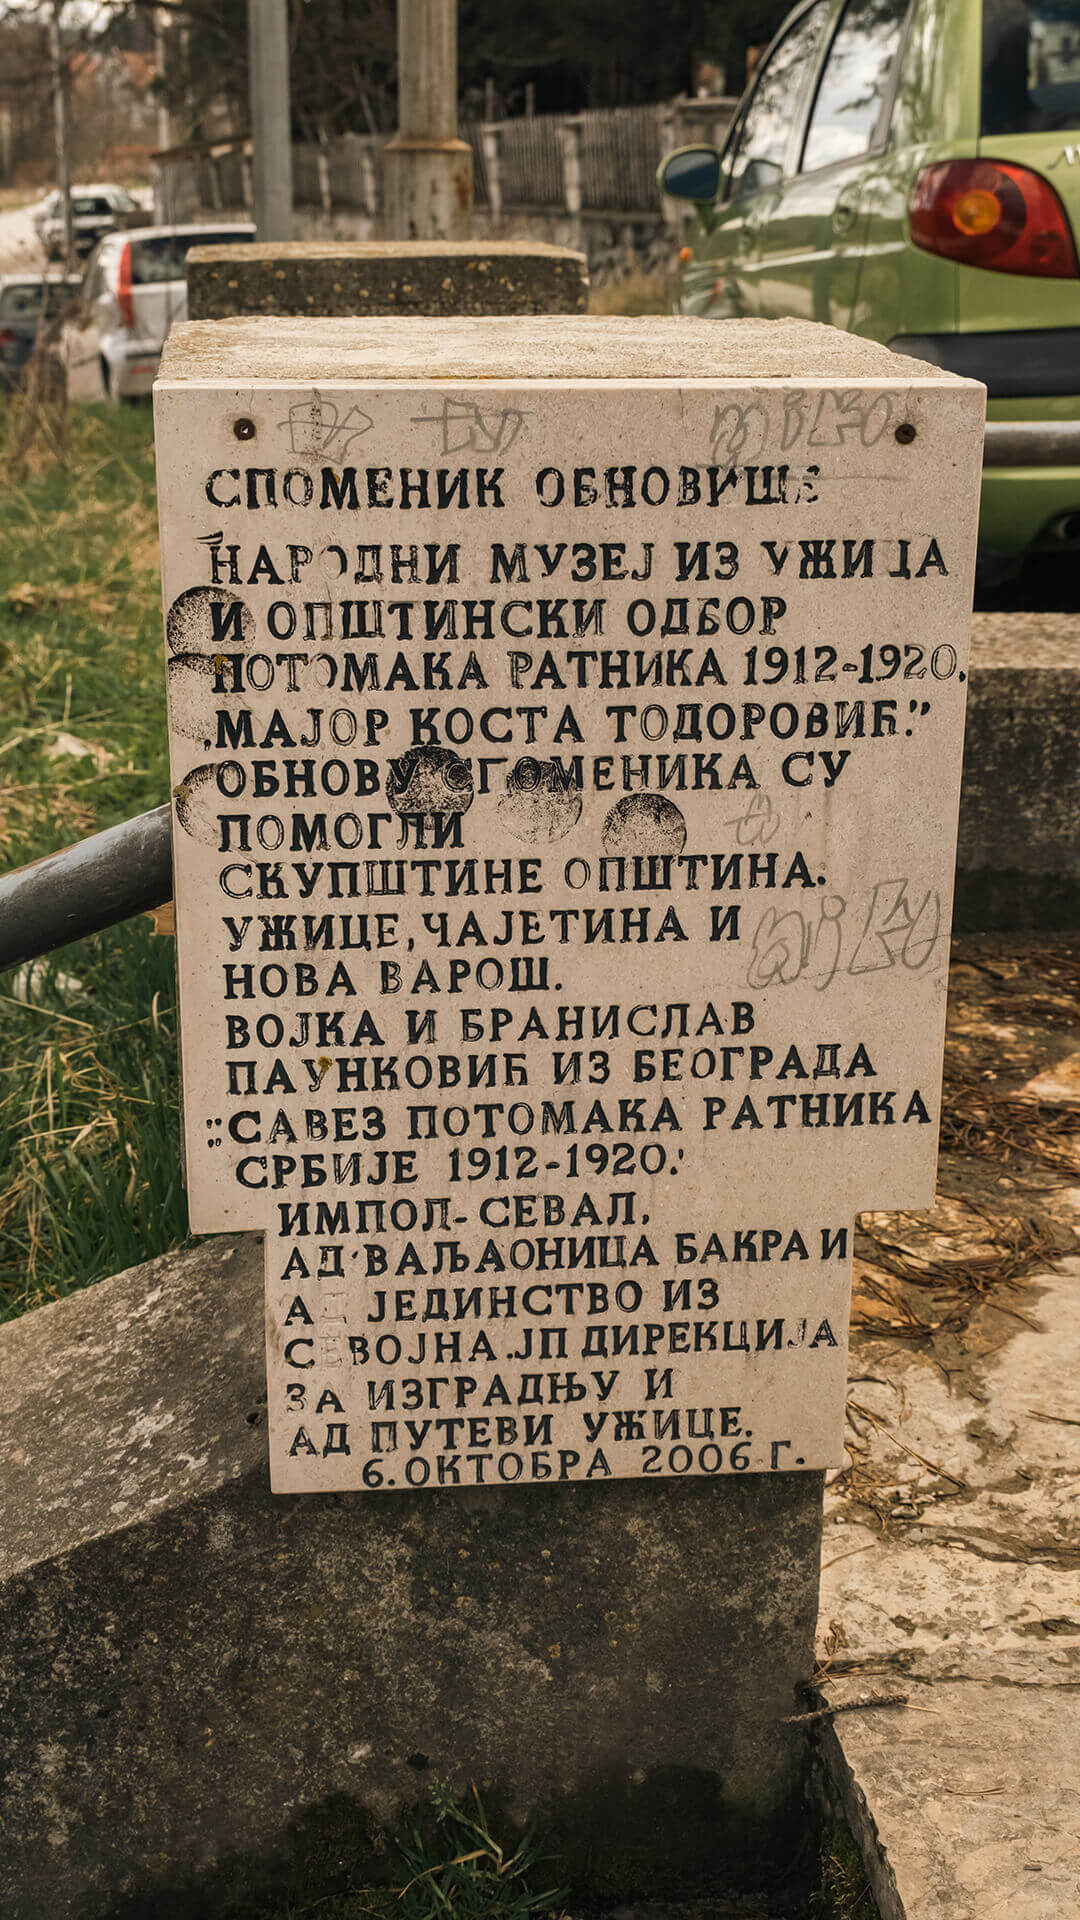 СПОМЕНИК ОБНОВИШЕ
НАРОДНИ МУЗЕЈ ИЗ УЖИЦА
И ОПШТИНСКИ ОДБОР
ПОТОМАКА РАТНИКА 1912-1920.
„МАЈОР КОСТА ТОДОРОВИЋ."
ОБНОВУ СПОМЕНИКА СУ
ПОМОГЛИ
СКУПШТИНЕ ОПШТИНА.
УЖИЦЕ, ЧАЈЕТИНА И
НОВА ВАРОШ.
ВОЈКА И БРАНИСЛАВ
ПАУНКОВИЋ ИЗ БЕОГРАДА
„САВЕЗ ПОТОМАКА РАТНИКА
СРБИЈЕ 1912-1920."
ИМПОЛ-СЕВАЛ.
АД ВАЉАОНИЦА БАКРА И
АД ЈЕДИНСТВО ИЗ
СЕВОЈНА. ЈП ДИРЕКЦИЈА
ЗА ИЗГРАДЊУ И
АД ПУТЕВИ УЖИЦЕ.
6. ОКТОБРА 2006 Г.